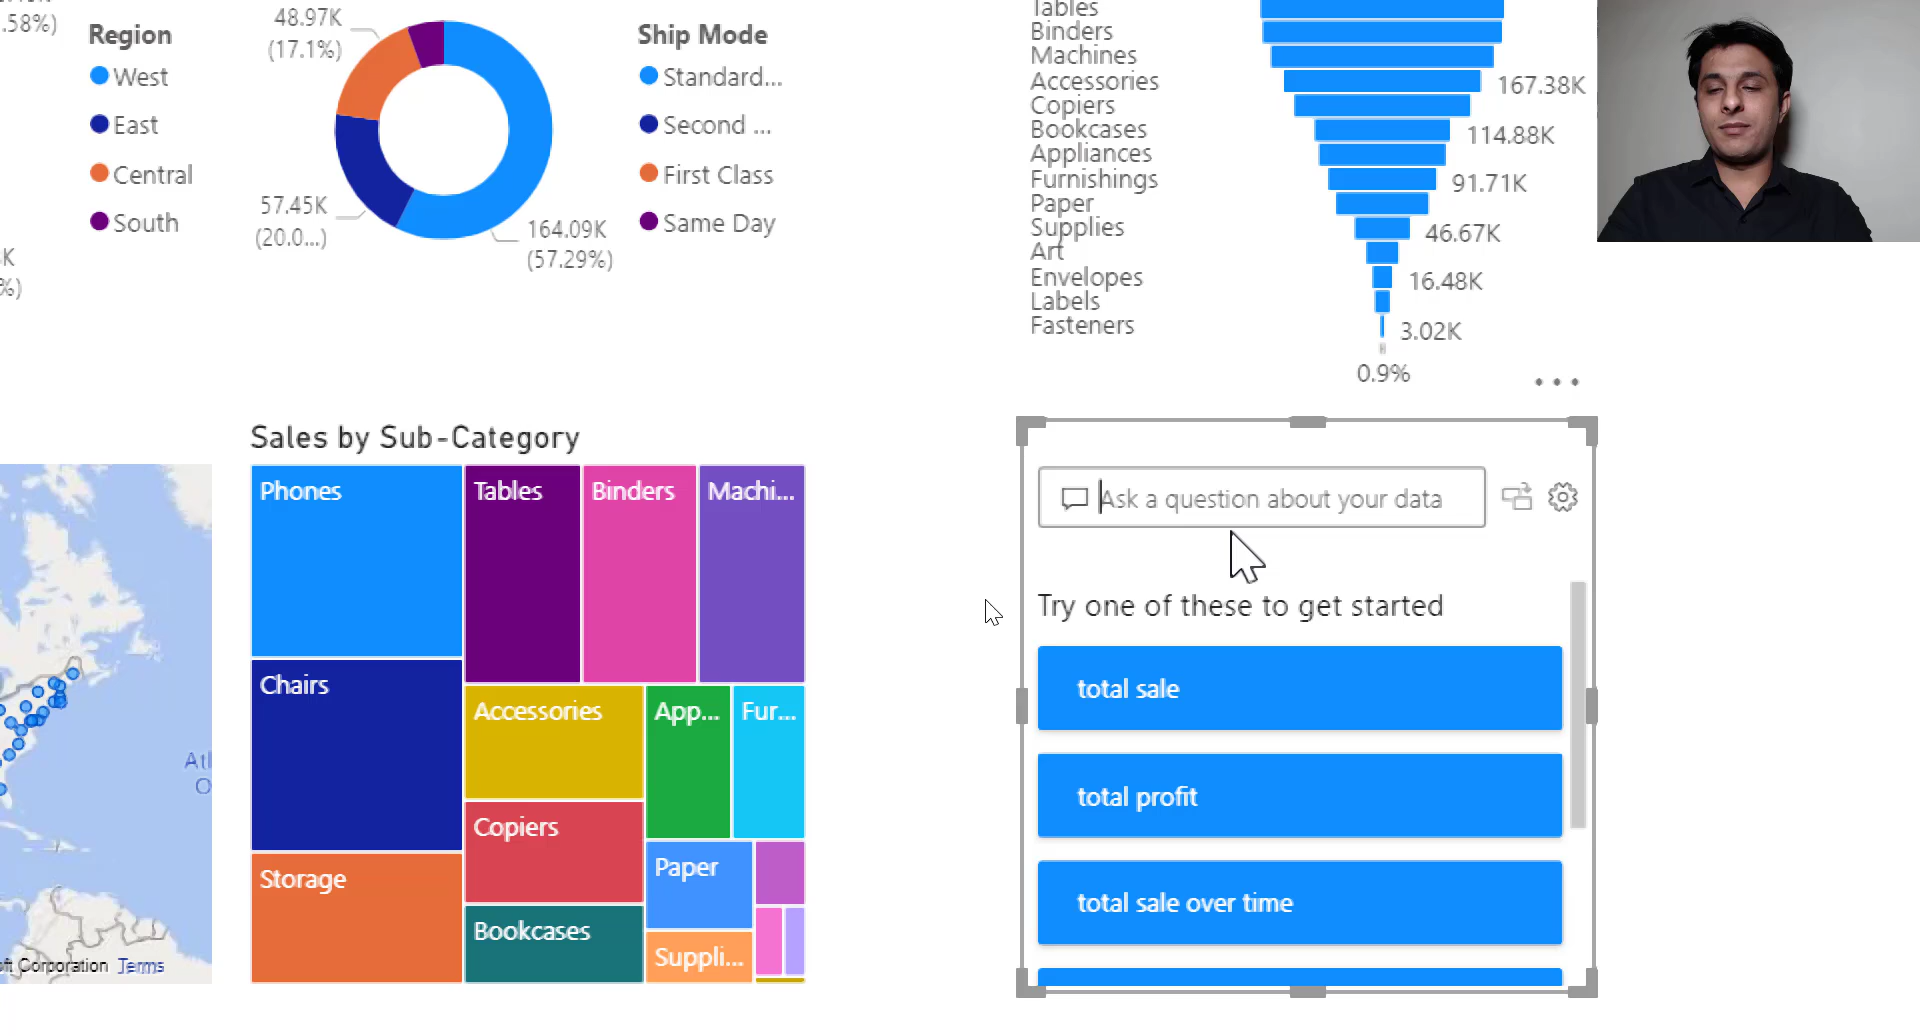 .58%)
Region
West
East
Central
South
K
%)
48.97K
(17.1%)
57.45K
(20.0...)
164.09K
(57.29%)
Ship Mode
Standard...
Second ...
First Class
Same Day
Tables
Binders
Machines
Accessories
Copiers
Bookcases
Appliances
Furnishings
Paper
Supplies
Art
Envelopes
Labels
Fasteners
167.38K
114.88K
91.71K
46.67K
16.48K
3.02K
0.9%
Sales by Sub-Category
Phones
Chairs
Storage
Tables
Binders
Machi...
Accessories
App...
Fur...
Copiers
Paper
Bookcases
Suppli...
Atl
O
oft Corporation Terms
Ask a question about your data
Try one of these to get started
total sale
total profit
total sale over time